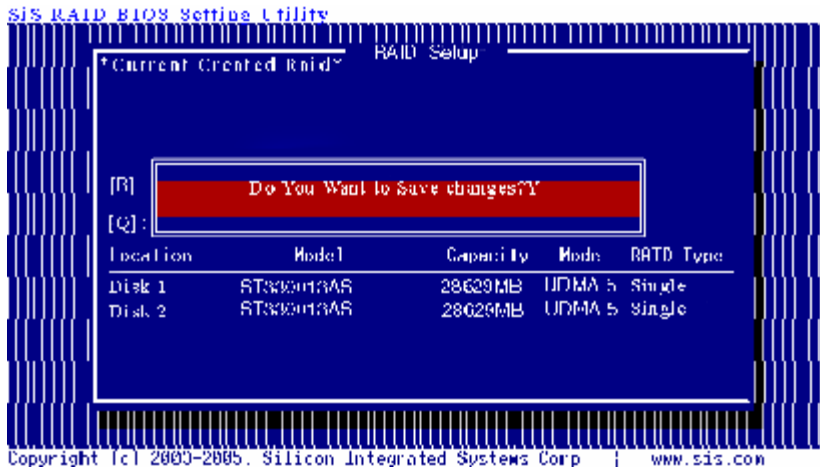 SiS RAID BIOS Setting Utility
RAID Setup
*Current Created Raid*
[B]
Do You Want to Save changes?Y
[Q]:
Location Model Capacity Mode RAID Type
Disk 1 28629MB UDMA 5 Single
Disk 2 28629MB UDMA 5 Single
Copyright (c) 2003-2005. Silicon Integrated Systems Corp | www.sis.com